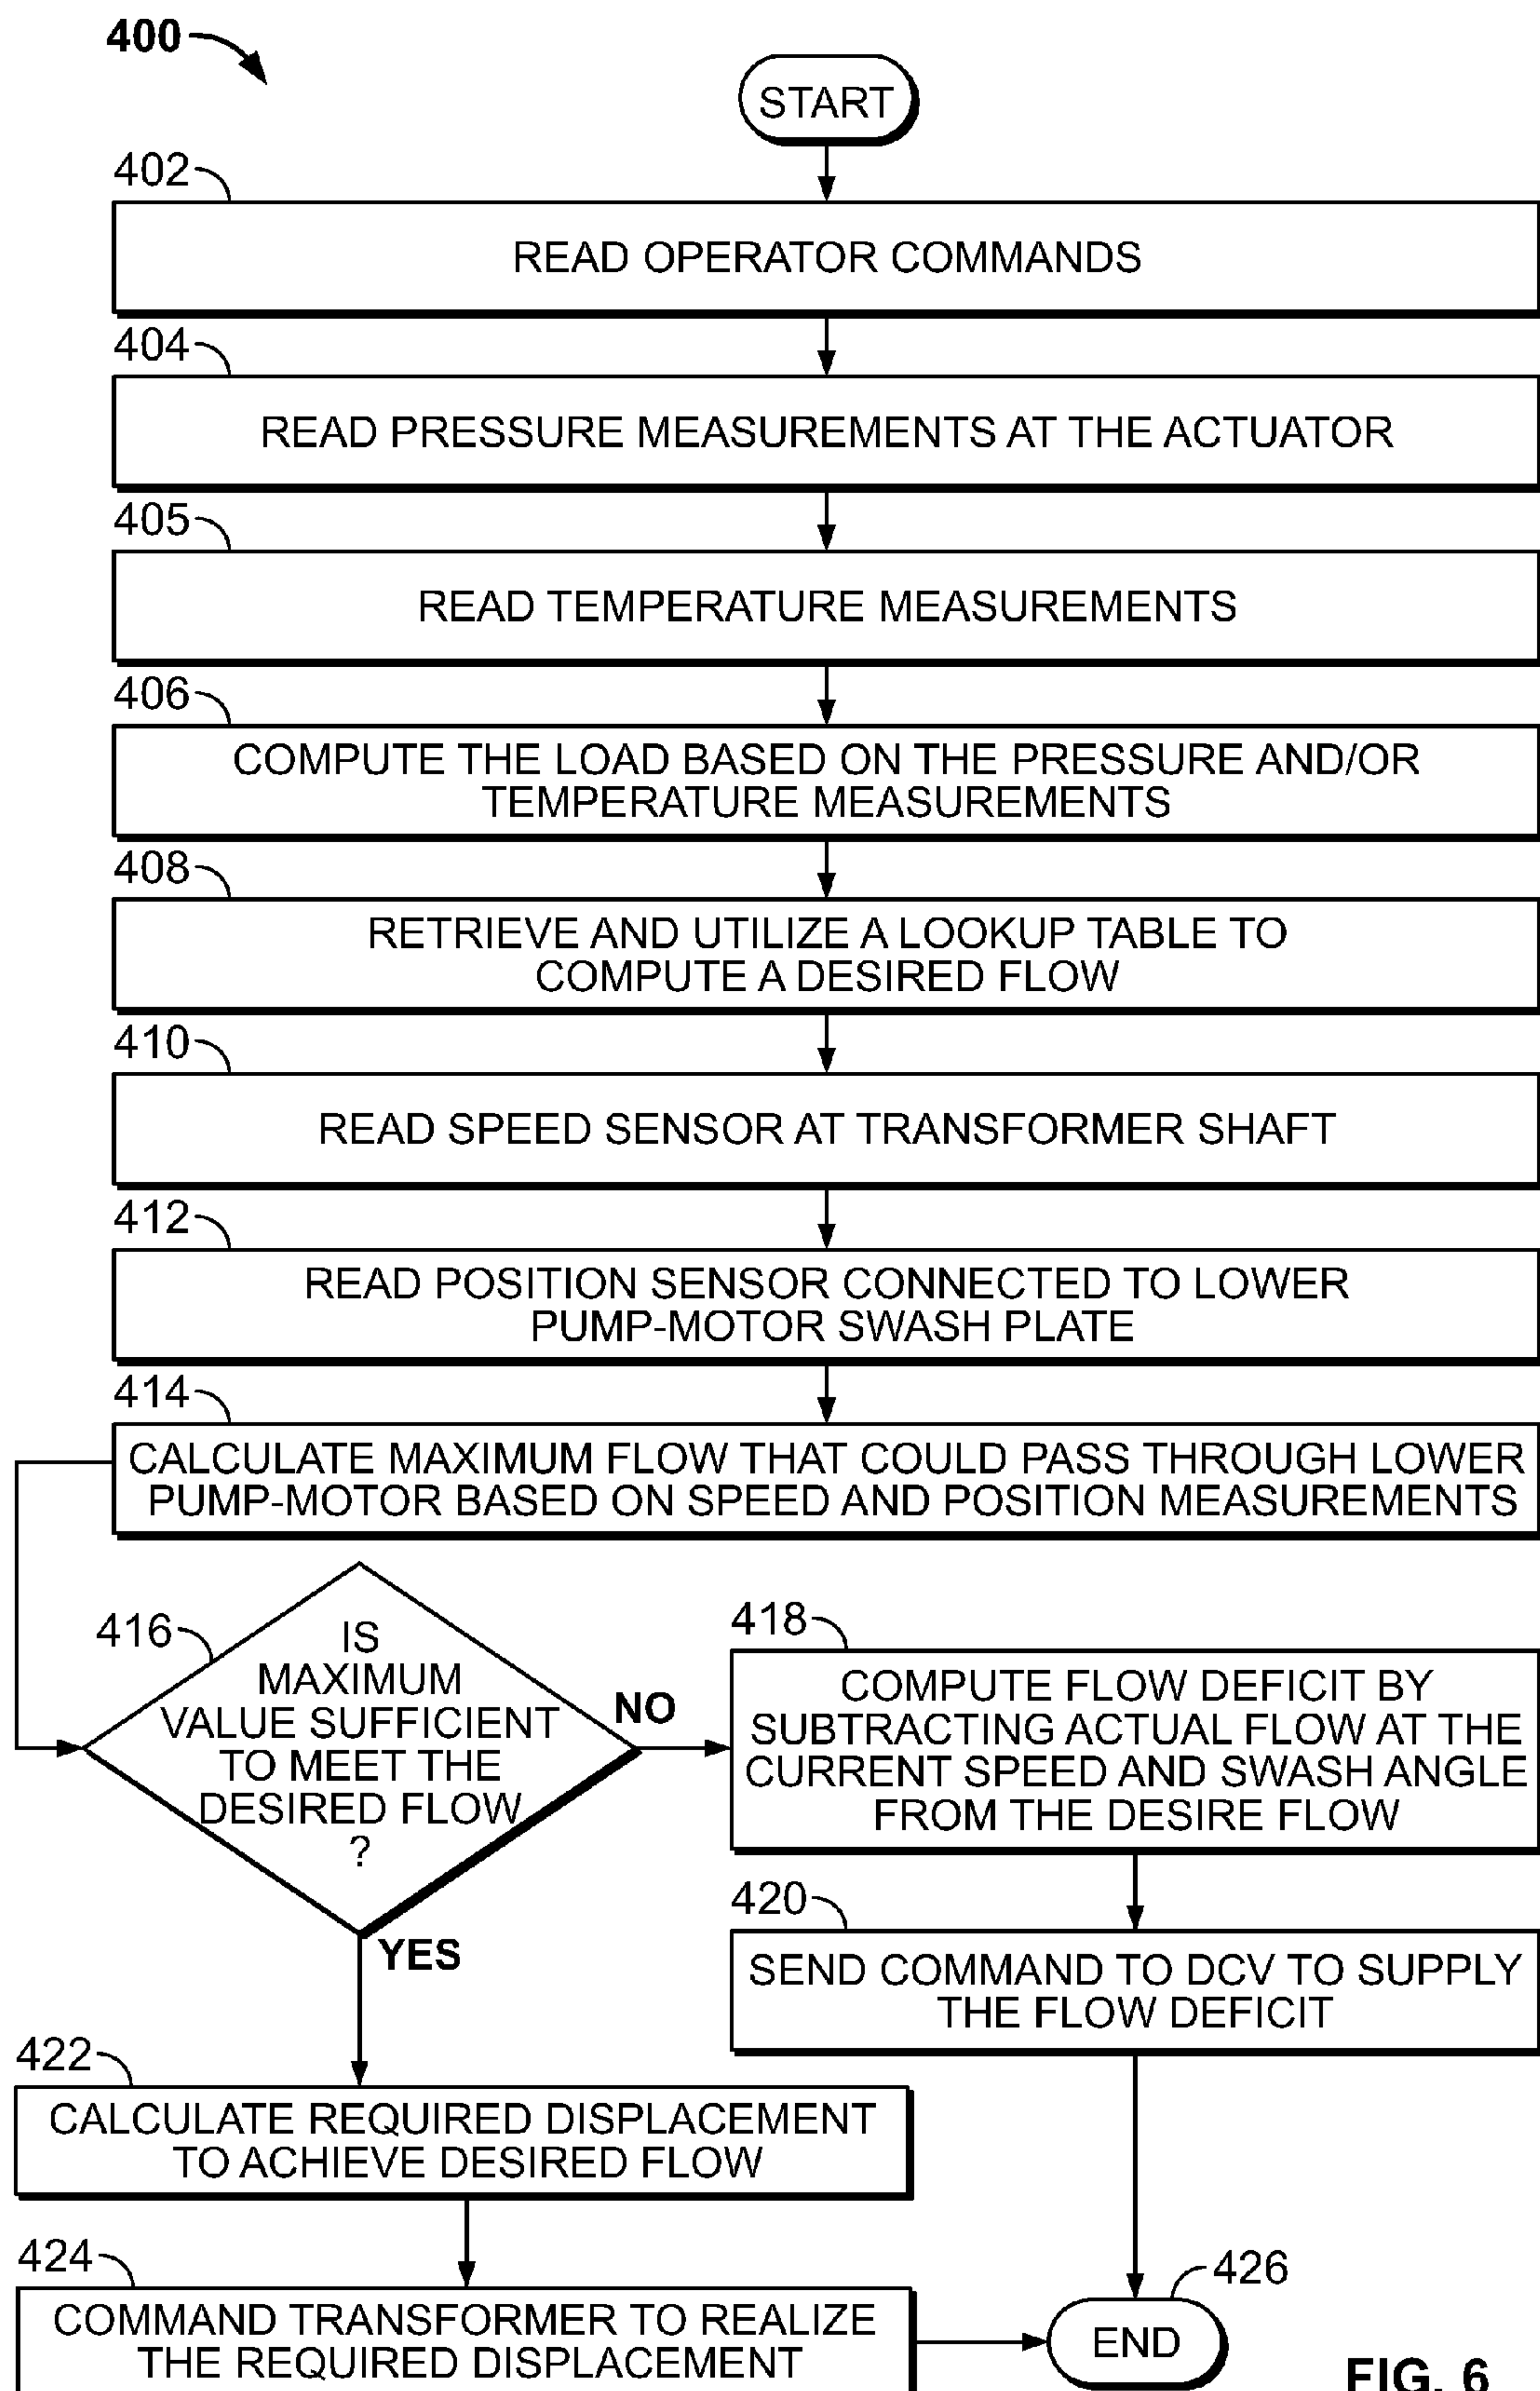 400
START
402
READ OPERATOR COMMANDS
404
READ PRESSURE MEASUREMENTS AT THE ACTUATOR
405
READ TEMPERATURE MEASUREMENTS
406
COMPUTE THE LOAD BASED ON THE PRESSURE AND/OR
TEMPERATURE MEASUREMENTS
408
RETRIEVE AND UTILIZE A LOOKUP TABLE TO
COMPUTE A DESIRED FLOW
410
READ SPEED SENSOR AT TRANSFORMER SHAFT
412
READ POSITION SENSOR CONNECTED TO LOWER
PUMP-MOTOR SWASH PLATE
414
CALCULATE MAXIMUM FLOW THAT COULD PASS THROUGH LOWER
PUMP-MOTOR BASED ON SPEED AND POSITION MEASUREMENTS
416
IS
MAXIMUM
VALUE SUFFICIENT
TO MEET THE
DESIRED FLOW
?
NO
YES
418
COMPUTE FLOW DEFICIT BY
SUBTRACTING ACTUAL FLOW AT THE
CURRENT SPEED AND SWASH ANGLE
FROM THE DESIRE FLOW
420
SEND COMMAND TO DCV TO SUPPLY
THE FLOW DEFICIT
422
CALCULATE REQUIRED DISPLACEMENT
TO ACHIEVE DESIRED FLOW
424
COMMAND TRANSFORMER TO REALIZE
THE REQUIRED DISPLACEMENT
426
END
FIG. 6